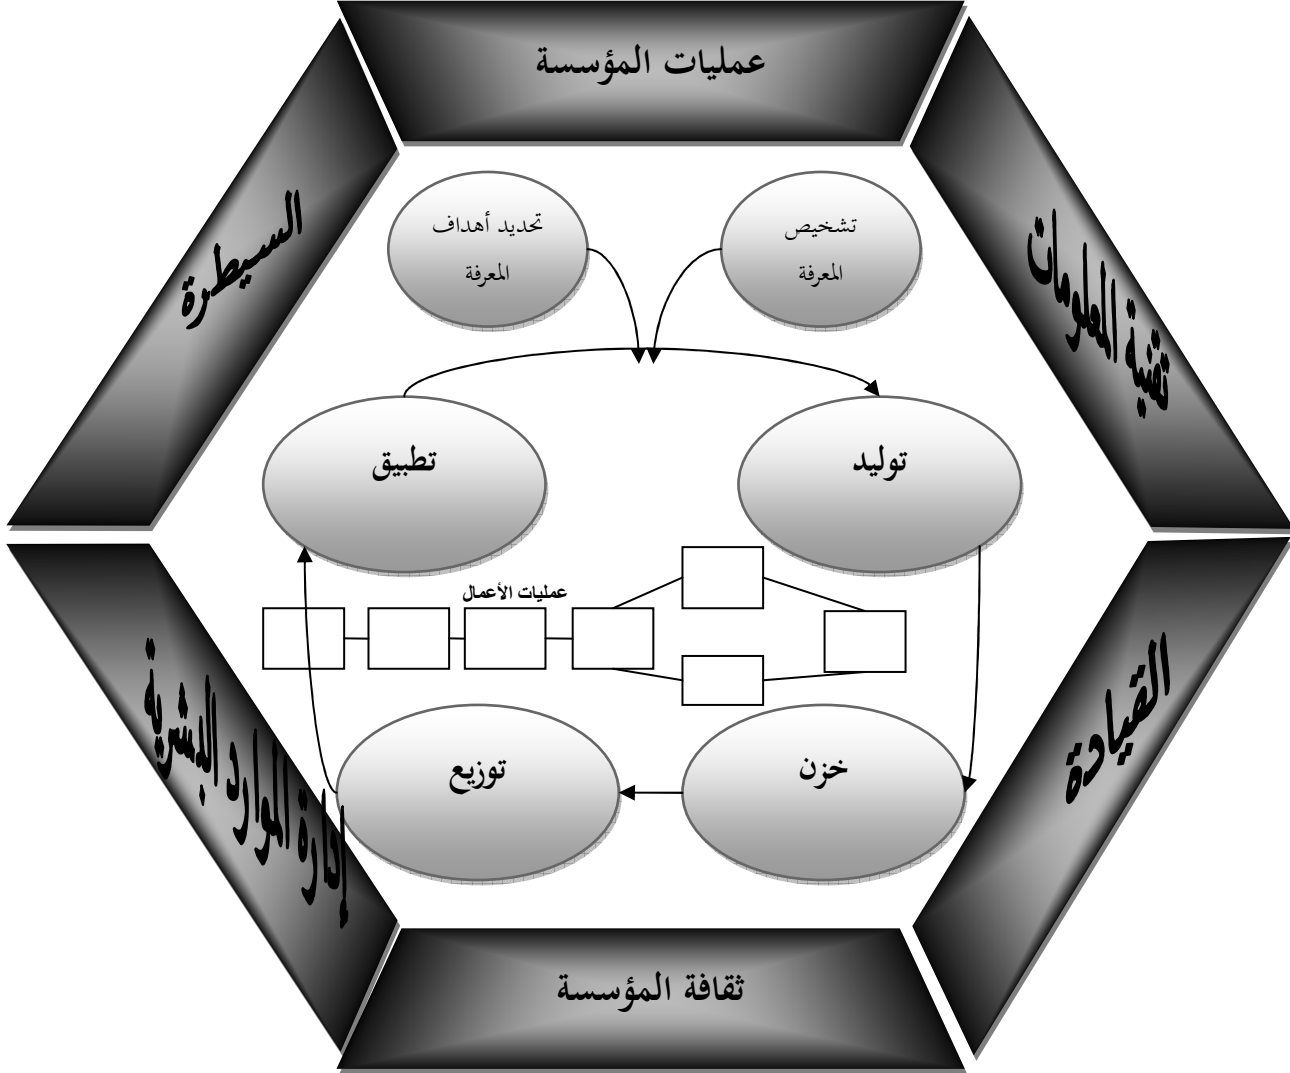 عمليات المؤسسة
تقنية المعلومات
السيطرة
تشخيص
المعرفة
تحديد أهداف
المعرفة
توليد
تطبيق
عمليات الأعمال
القيادة
إدارة الموارد البشرية
خزن
توزيع
ثقافة المؤسسة